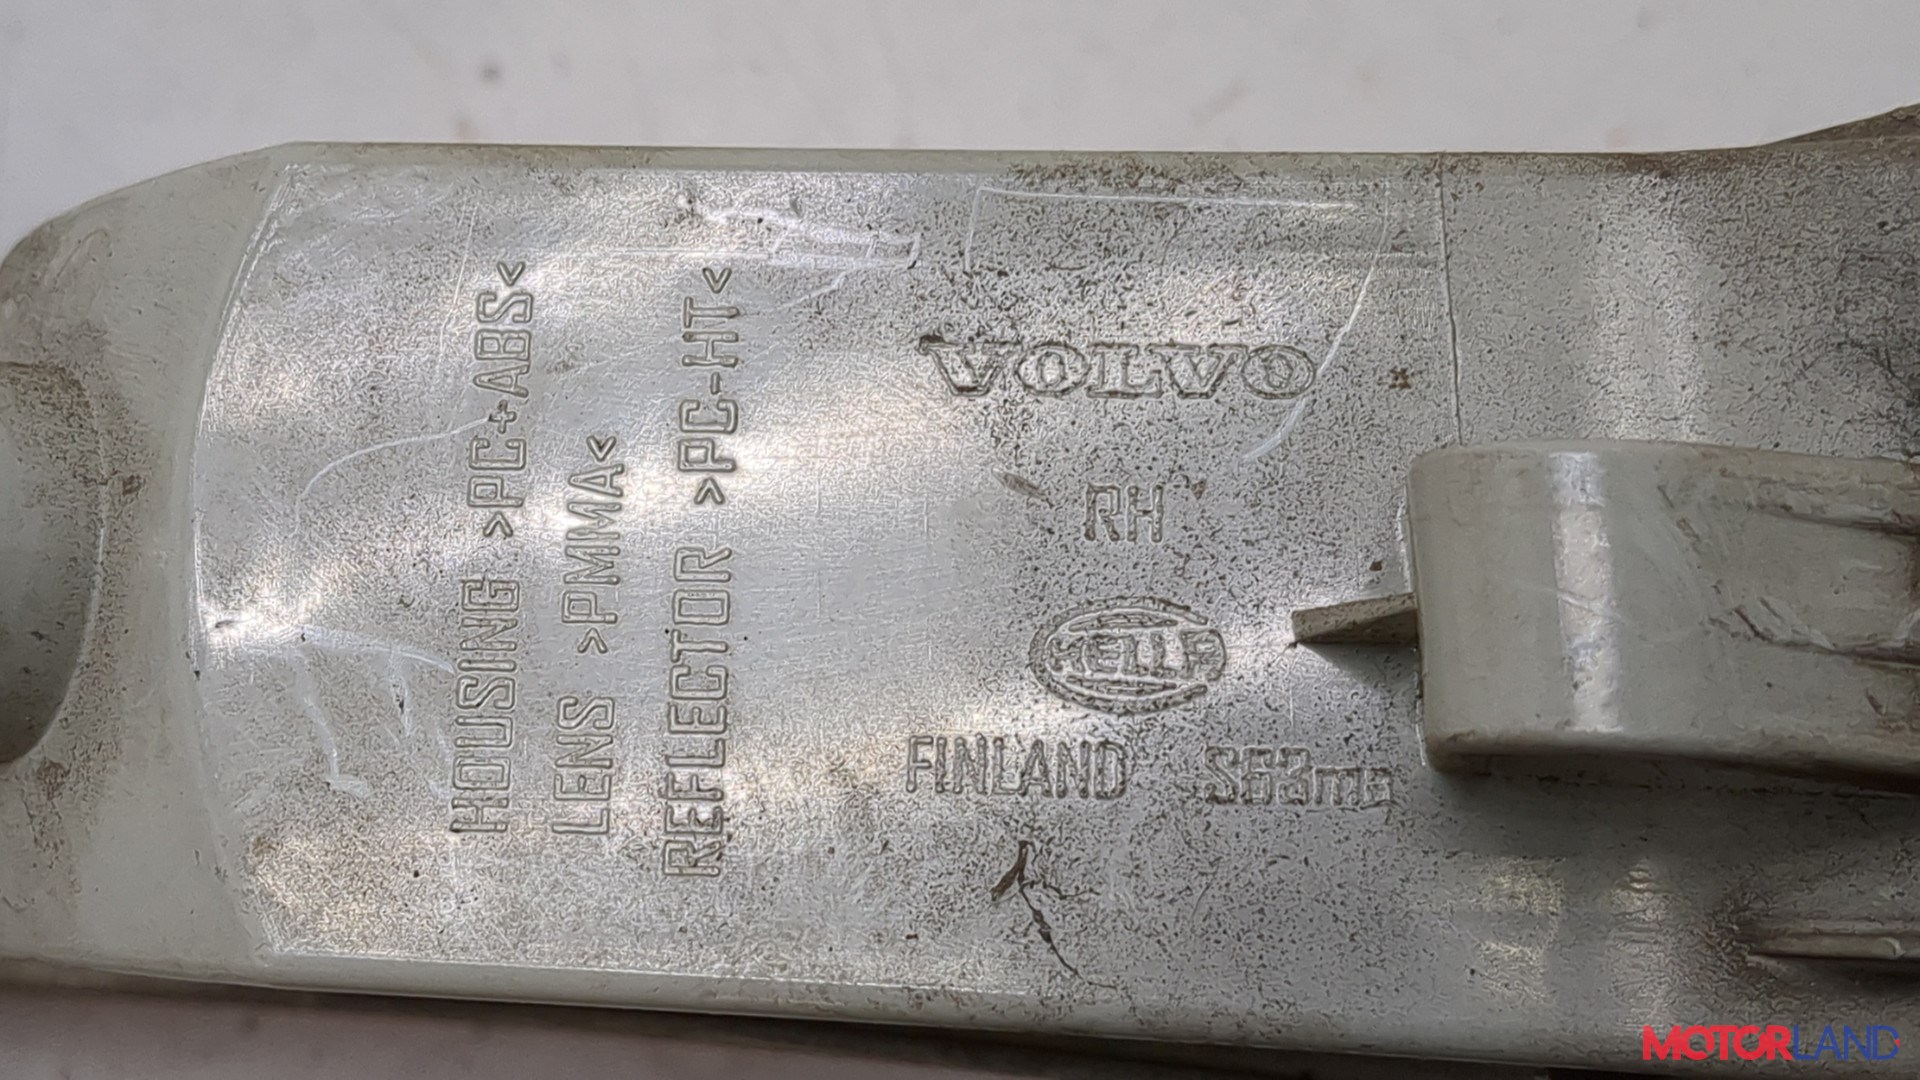 HOUSING >PC+ABS<
LENS >PMMA<
REFLECTOR >PC-HT<
VOLVO
RH
HELLA
FINLAND
MOTORLAND